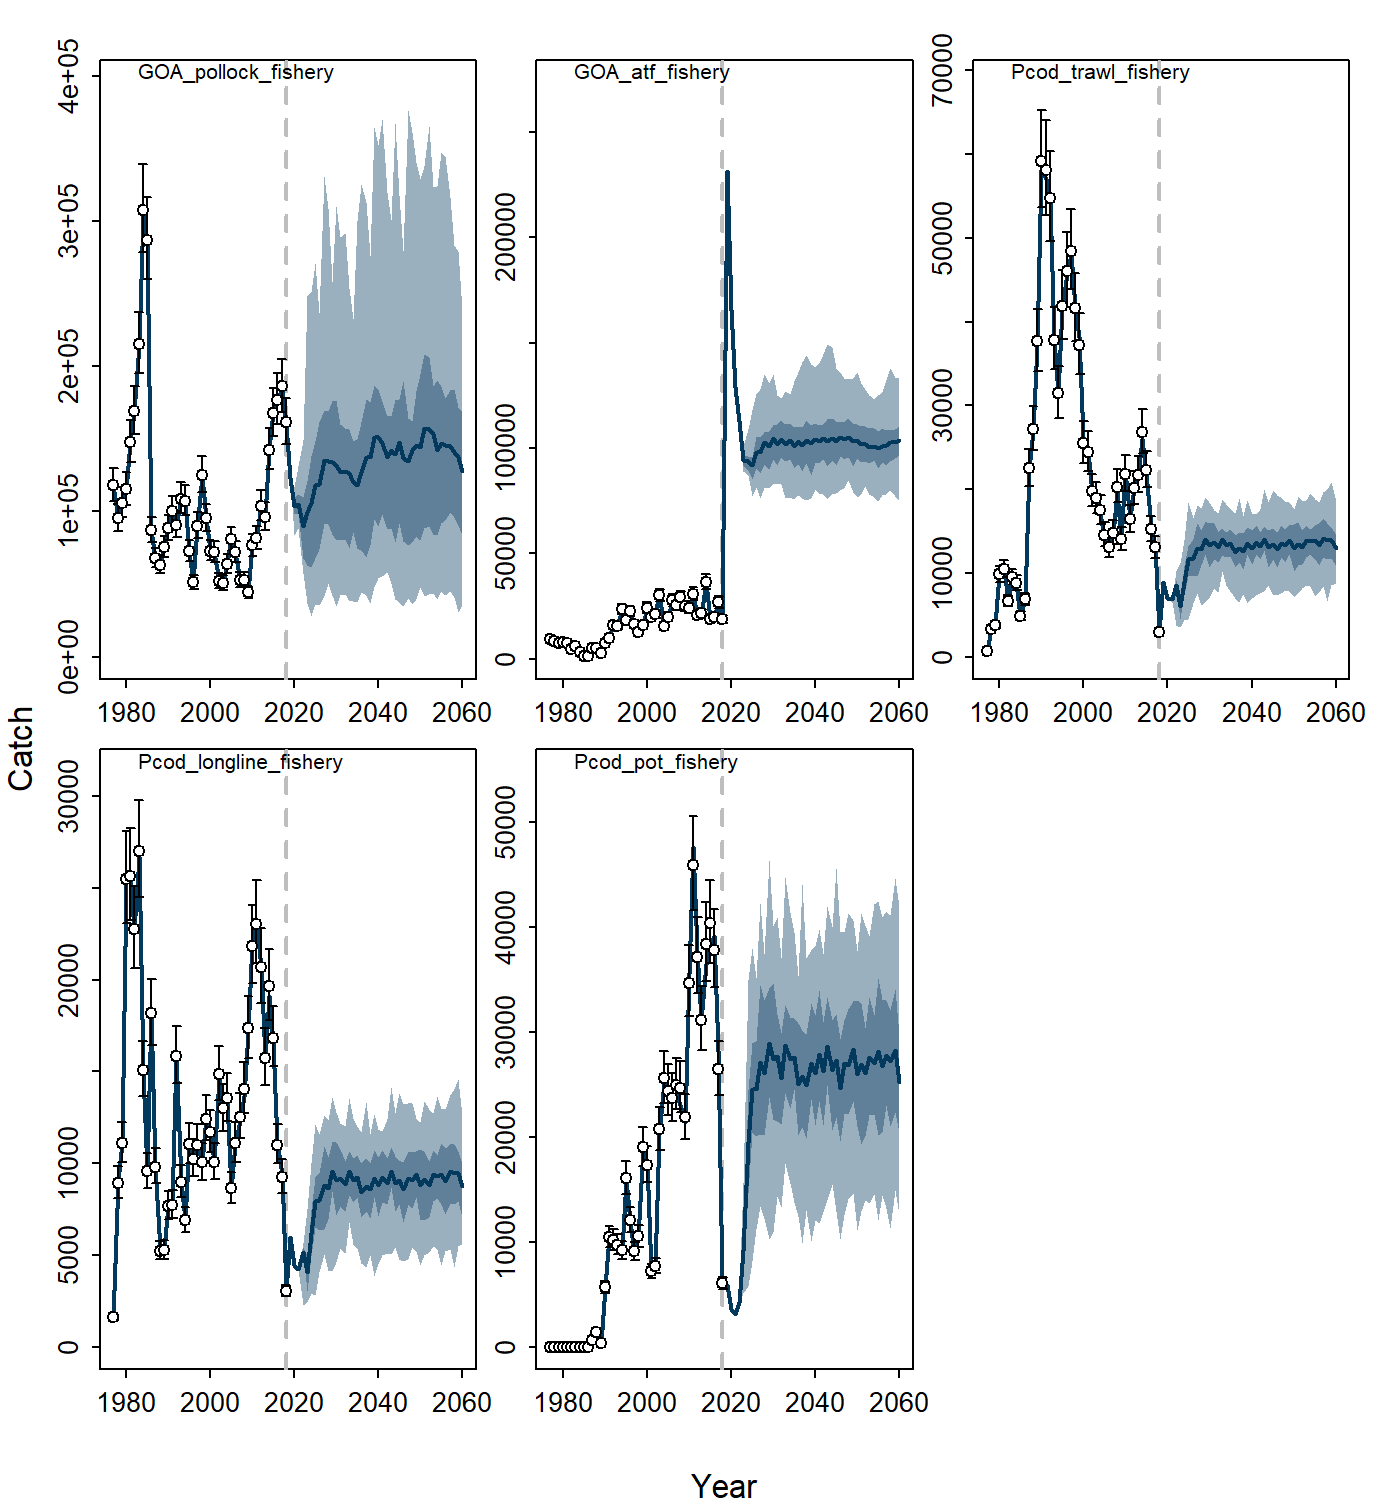 GOA_pollock_fishery
0e+00 1e+05 2e+05 3e+05 4e+05
1980 2000 2020 2040 2060
GOA_atf_fishery
0 50000 100000 200000
1980 2000 2020 2040 2060
Pcod_trawl_fishery
0 10000 30000 50000 70000
1980 2000 2020 2040 2060
Pcod_longline_fishery
0 5000 10000 20000 30000
1980 2000 2020 2040 2060
Pcod_pot_fishery
0 10000 20000 30000 40000 50000
1980 2000 2020 2040 2060
Catch
Year